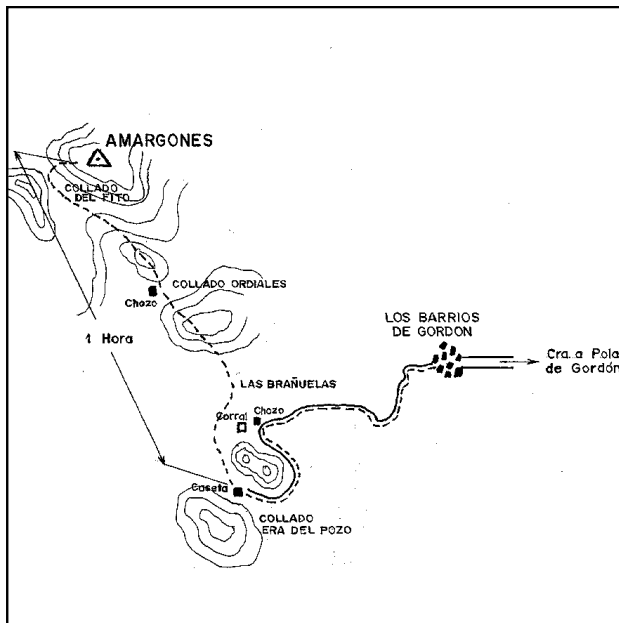 AMARGONES
COLLADO
DEL FITO
COLLADO ORDIALES
Chozo
LOS BARRIOS
DE GORDON
1 Hora
Cra. a Pola
de Gordón
LAS BRAÑUELAS
Chozo
Corral
Caseta
COLLADO
ERA DEL POZO